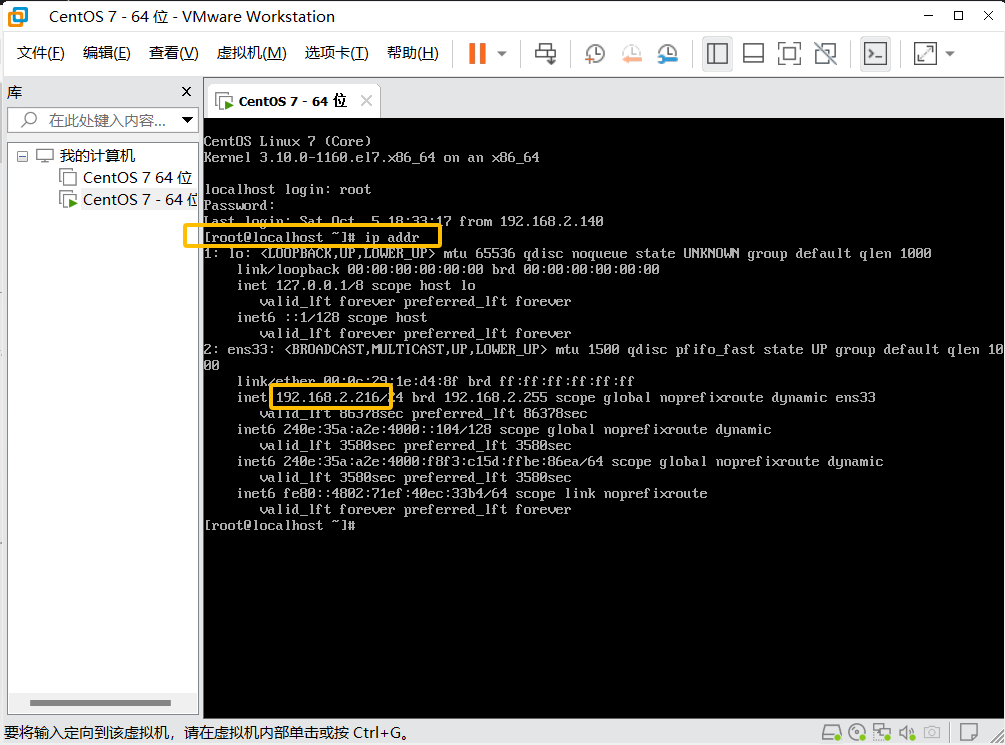 CentOS 7 - 64 位 - VMware Workstation
文件(F) 编辑(E) 查看(V) 虚拟机(M) 选项卡(T) 帮助(H)
库
在此处键入内容...
我的计算机
CentOS 7 64 位
CentOS 7 - 64 位
CentOS 7 - 64 位
CentOS Linux 7 (Core)
Kernel 3.10.0-1160.el7.x86_64 on an x86_64
localhost login: root
Password:
Last login: Sat Oct  5 18:33:17 from 192.168.2.140
[root@localhost ~]# ip addr
1: lo: <LOOPBACK,UP,LOWER_UP> mtu 65536 qdisc noqueue state UNKNOWN group default qlen 1000
link/loopback 00:00:00:00:00:00 brd 00:00:00:00:00:00
inet 127.0.0.1/8 scope host lo
valid_lft forever preferred_lft forever
inet6 ::1/128 scope host
valid_lft forever preferred_lft forever
2: ens33: <BROADCAST,MULTICAST,UP,LOWER_UP> mtu 1500 qdisc pfifo_fast state UP group default qlen 10
00
link/ether 00:0c:29:1e:d4:8f brd ff:ff:ff:ff:ff:ff
inet 192.168.2.216/24 brd 192.168.2.255 scope global noprefixroute dynamic ens33
valid_lft 86378sec preferred_lft 86378sec
inet6 240e:35a:a2e:4000::104/128 scope global noprefixroute dynamic
valid_lft 3580sec preferred_lft 3580sec
inet6 240e:35a:a2e:4000:f8f3:c15d:ffbe:86ea/64 scope global noprefixroute dynamic
valid_lft 3580sec preferred_lft 3580sec
inet6 fe80::4802:71ef:40ec:33b4/64 scope link noprefixroute
valid_lft forever preferred_lft forever
[root@localhost ~]#
要将输入定向到该虚拟机，请在虚拟机内部单击或按 Ctrl+G。